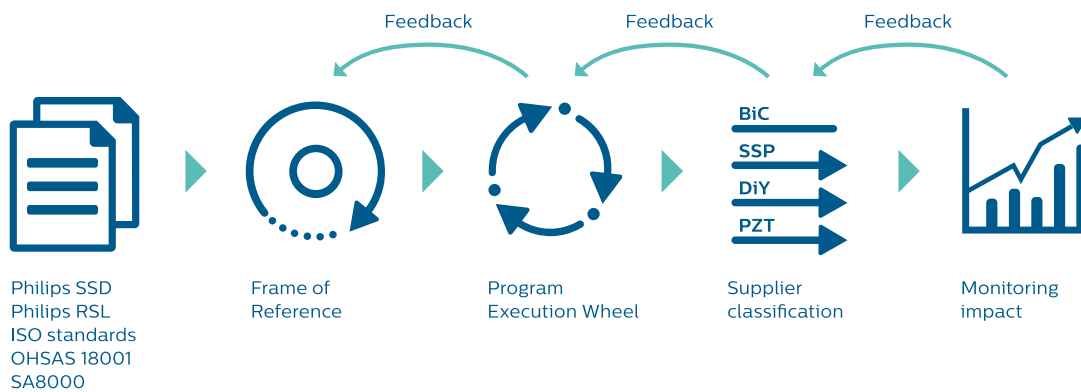 Feedback
Feedback
Feedback
BiC
SSP
DiY
PZT
Philips SSD
Philips RSL
ISO standards
OHSAS 18001
SA8000
Frame of
Reference
Program
Execution Wheel
Supplier
classification
Monitoring
impact